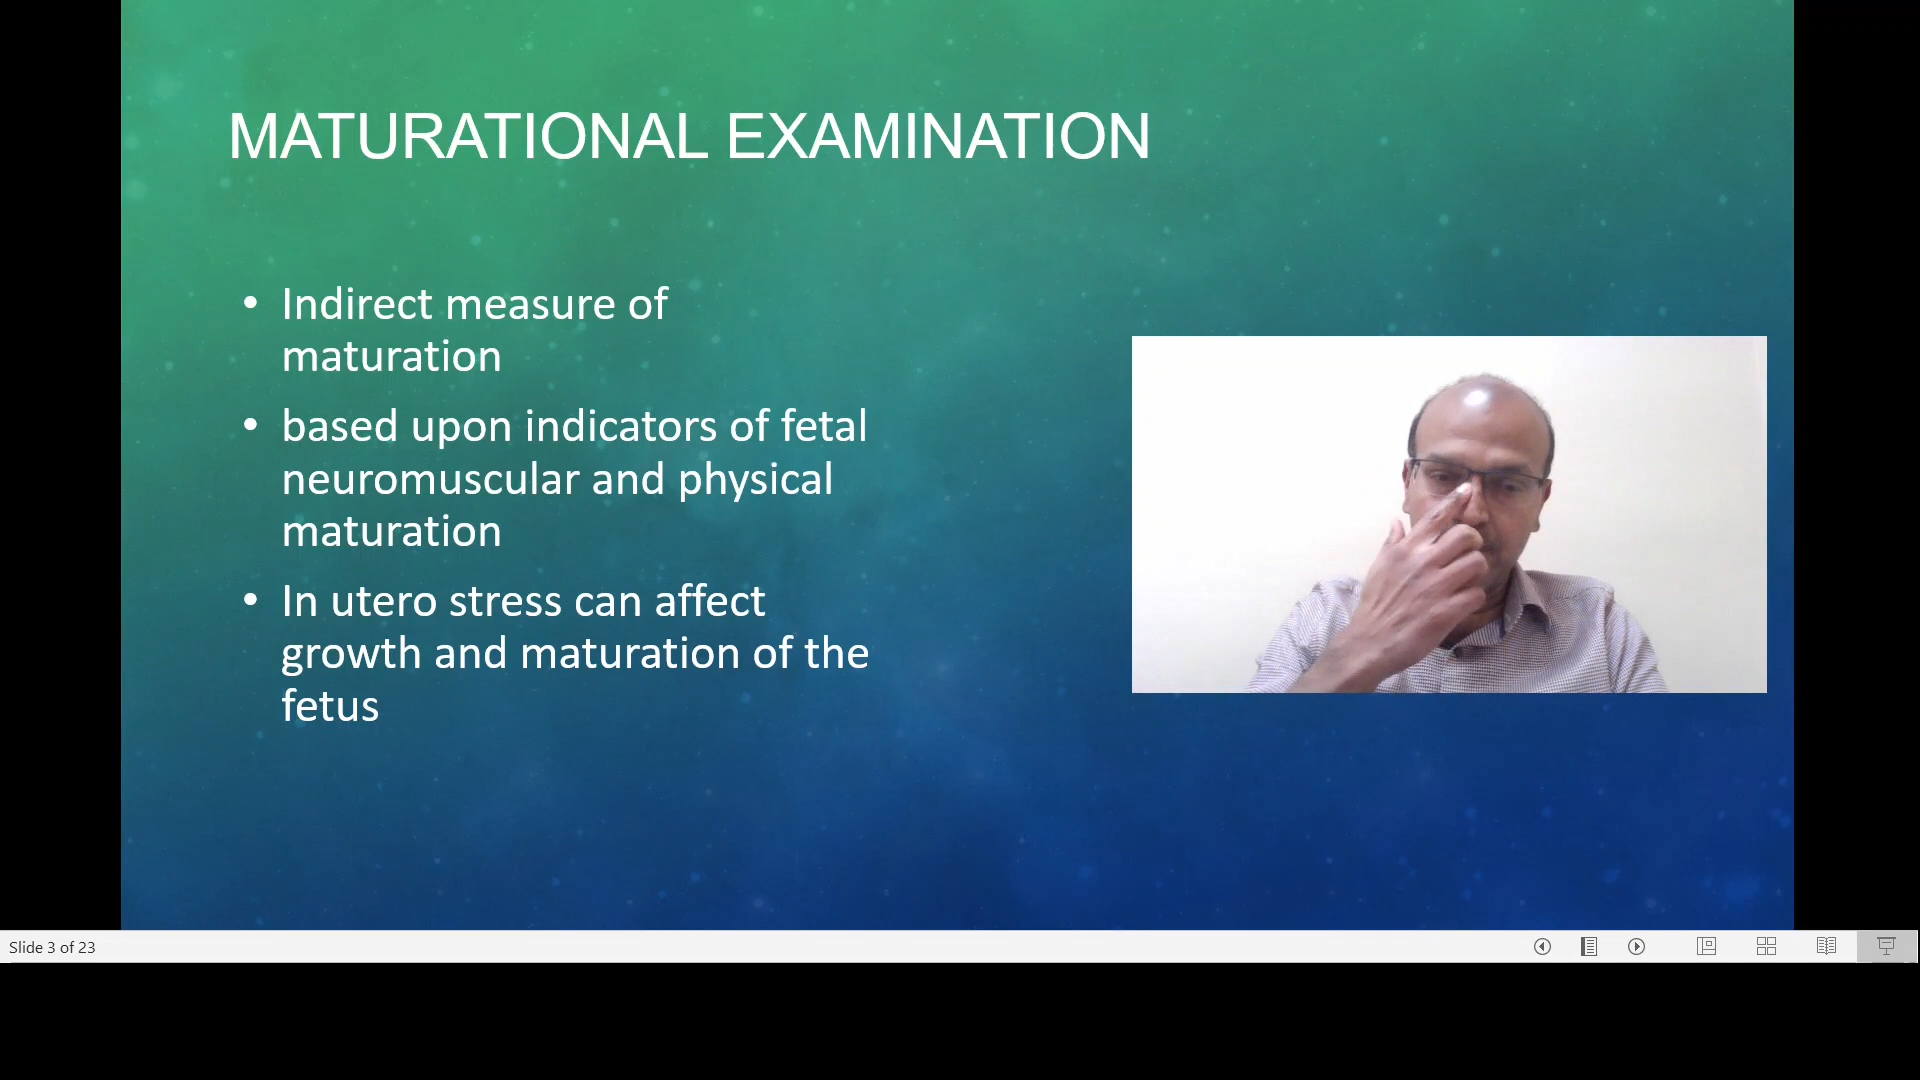 MATURATIONAL EXAMINATION
• Indirect measure of
maturation
• based upon indicators of fetal
neuromuscular and physical
maturation
• In utero stress can affect
growth and maturation of the
fetus
Slide 3 of 23